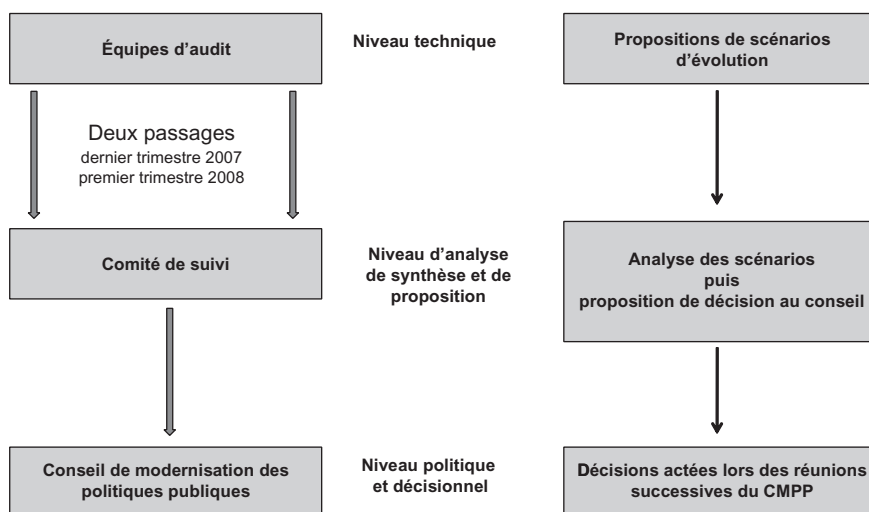 Équipes d'audit
Niveau technique
Propositions de scénarios
d'évolution
Deux passages
dernier trimestre 2007
premier trimestre 2008
Comité de suivi
Niveau d'analyse
de synthèse et de
proposition
Analyse des scénarios
puis
proposition de décision au conseil
Conseil de modernisation des
politiques publiques
Niveau politique
et décisionnel
Décisions actées lors des réunions
successives du CMPP